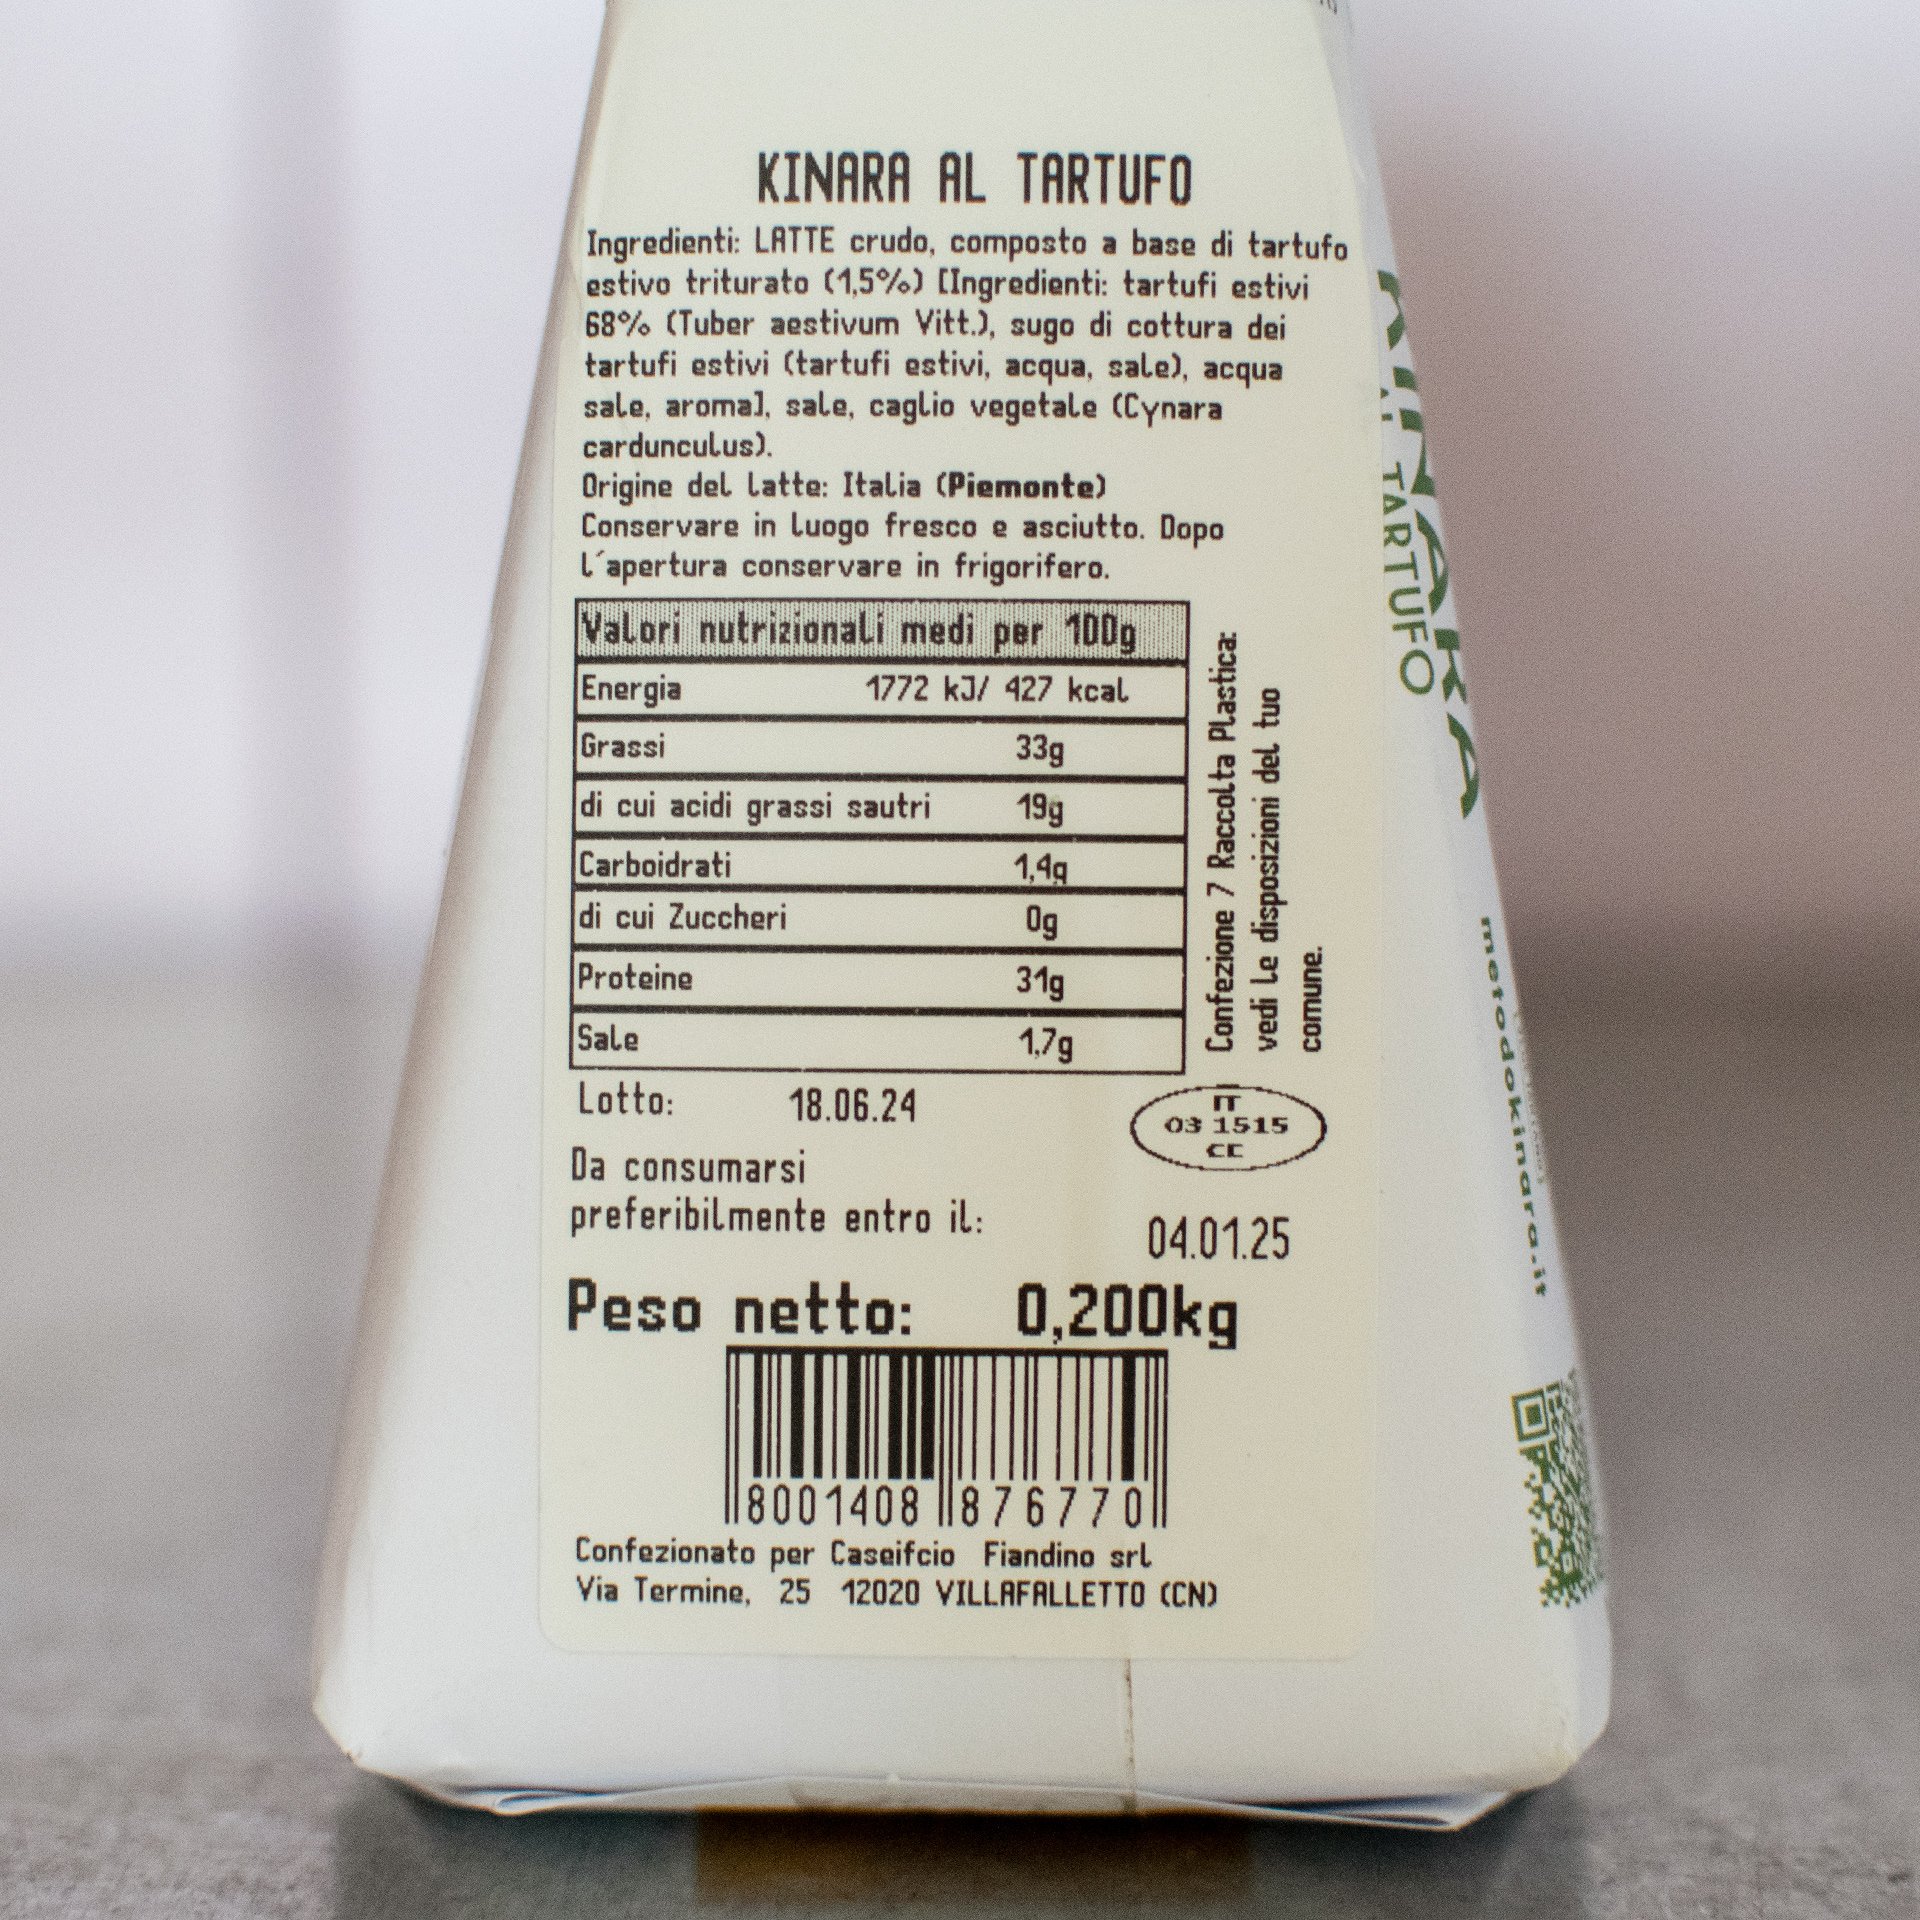 KINARA AL TARTUFO
Ingredienti: LATTE crudo, composto a base di tartufo
estivo triturato (1,5%) [Ingredienti: tartufi estivi
68% (Tuber aestivum Vitt.), sugo di cottura dei
tartufi estivi (tartufi estivi, acqua, sale), acqua
sale, aroma], sale, caglio vegetale (Cynara
cardunculus).
Origine del latte: Italia (Piemonte)
Conservare in luogo fresco e asciutto. Dopo
l´apertura conservare in frigorifero.
Valori nutrizionali medi per 100g
Energia 1772 kJ/ 427 kcal
Grassi 33g
di cui acidi grassi sautri 19g
Carboidrati 1,4g
di cui Zuccheri 0g
Proteine 31g
Sale 1,7g
Confezione 7 Raccolta Plastica:
vedi le disposizioni del tuo
comune.
Lotto: 18.06.24
IT
03 1515
CE
Da consumarsi
preferibilmente entro il: 04.01.25
Peso netto: 0,200kg
8001408 876770
Confezionato per Caseifcio Fiandino srl
Via Termine, 25 12020 VILLAFALLETTO (CN)
KINARA
AL TARTUFO
metodokinara.it